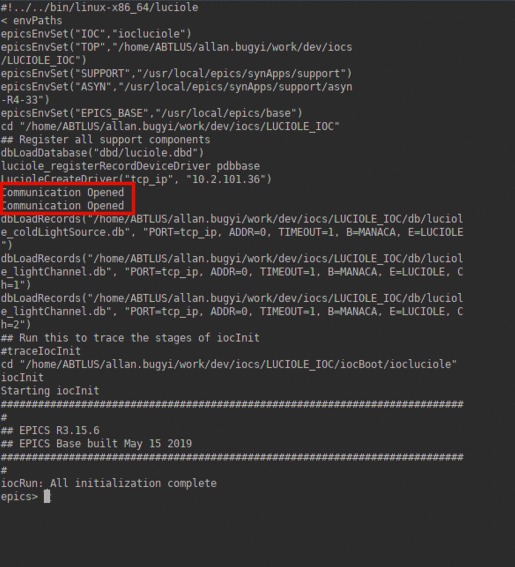 #!../../bin/linux-x86_64/luciole
< envPaths
epicsEnvSet("IOC","iocluciole")
epicsEnvSet("TOP","/home/ABTLUS/allan.bugyi/work/dev/iocs
/LUCIOLE_IOC")
epicsEnvSet("SUPPORT","/usr/local/epics/synApps/support")
epicsEnvSet("ASYN","/usr/local/epics/synApps/support/asyn
-R4-33")
epicsEnvSet("EPICS_BASE","/usr/local/epics/base")
cd "/home/ABTLUS/allan.bugyi/work/dev/iocs/LUCIOLE_IOC"
## Register all support components
dbLoadDatabase("dbd/luciole.dbd")
luciole_registerRecordDeviceDriver pdbbase
LucioleCreateDriver("tcp_ip", "10.2.101.36")
Communication Opened
Communication Opened
dbLoadRecords("/home/ABTLUS/allan.bugyi/work/dev/iocs/LUCIOLE_IOC/db/luciol
e_coldLightSource.db", "PORT=tcp_ip, ADDR=0, TIMEOUT=1, B=MANACA, E=LUCIOLE
")
dbLoadRecords("/home/ABTLUS/allan.bugyi/work/dev/iocs/LUCIOLE_IOC/db/luciol
e_lightChannel.db", "PORT=tcp_ip, ADDR=0, TIMEOUT=1, B=MANACA, E=LUCIOLE, C
h=1")
dbLoadRecords("/home/ABTLUS/allan.bugyi/work/dev/iocs/LUCIOLE_IOC/db/luciol
e_lightChannel.db", "PORT=tcp_ip, ADDR=0, TIMEOUT=1, B=MANACA, E=LUCIOLE, C
h=2")
## Run this to trace the stages of iocInit
#traceIocInit
cd "/home/ABTLUS/allan.bugyi/work/dev/iocs/LUCIOLE_IOC/iocBoot/iocluciole"
iocInit
Starting iocInit
###########################################################################
#
## EPICS R3.15.6
## EPICS Base built May 15 2019
###########################################################################
#
iocRun: All initialization complete
epics>